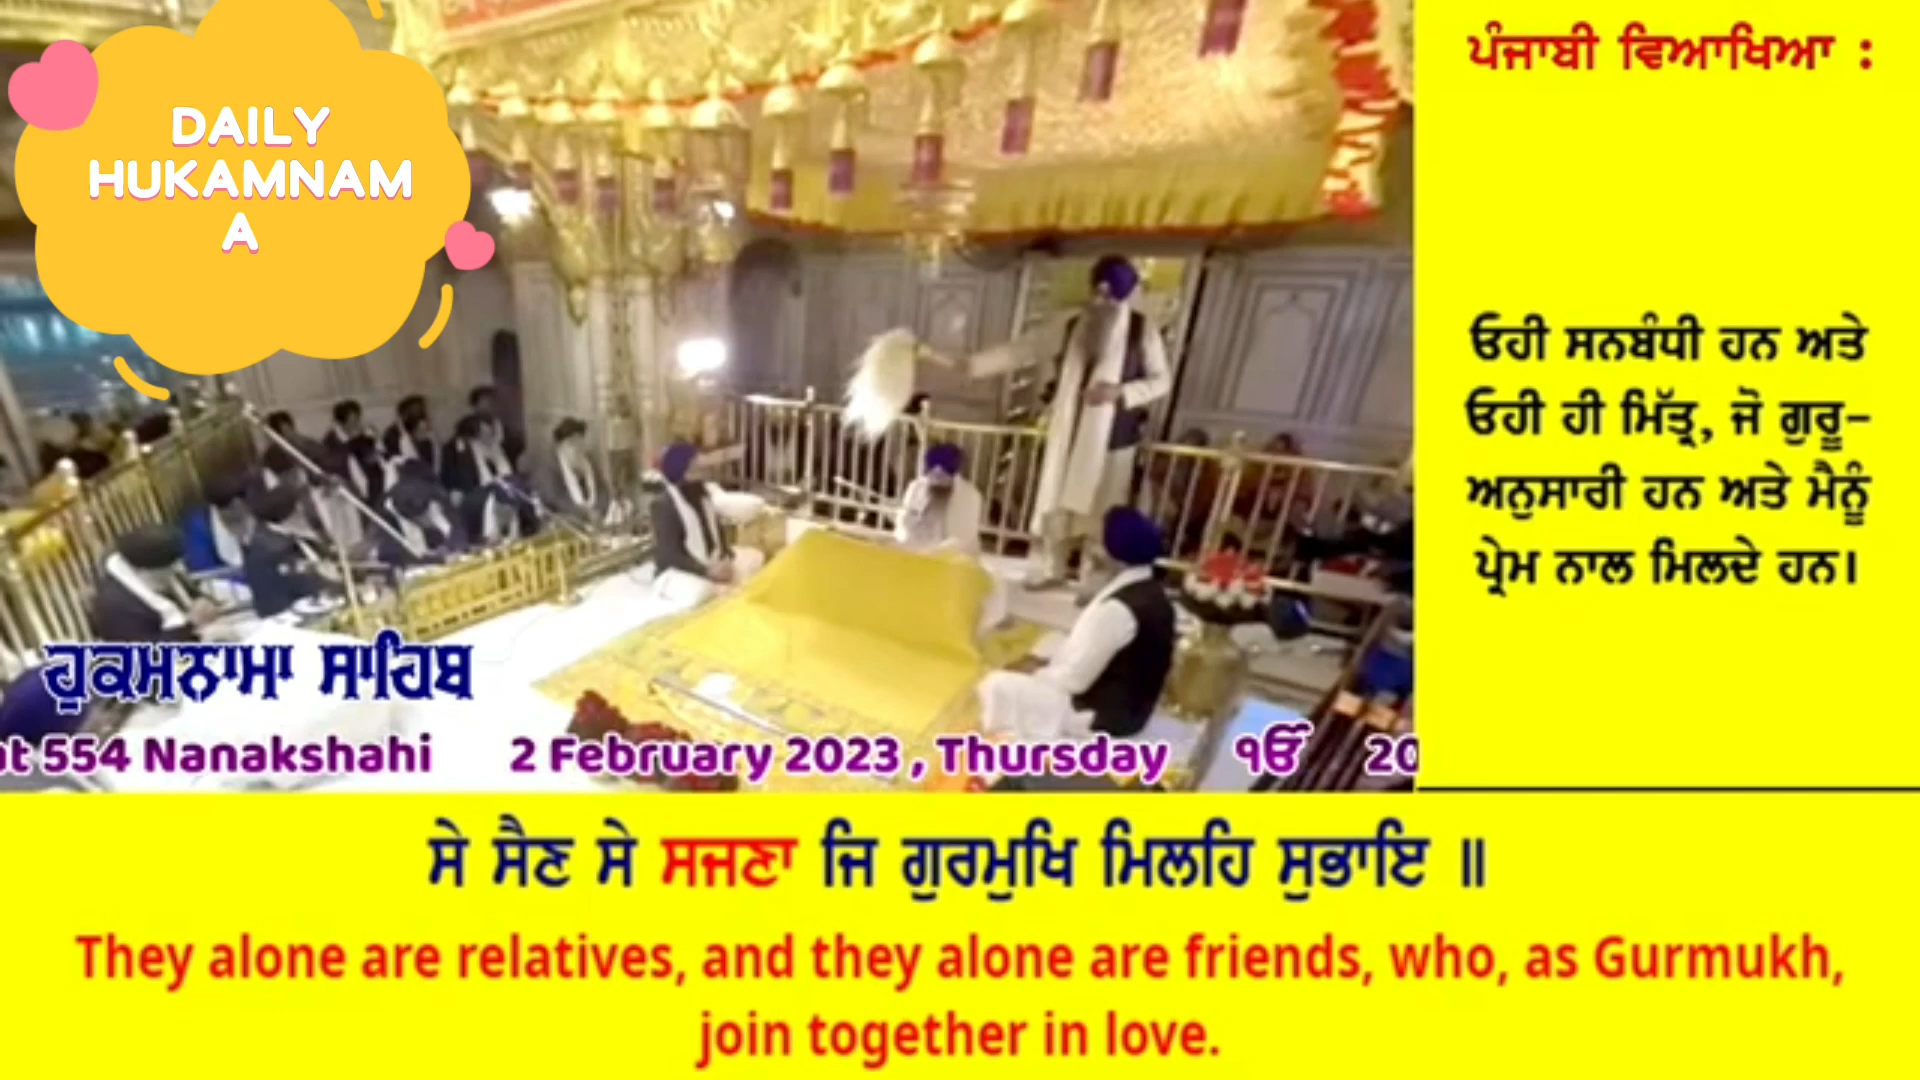 DAILY
HUKAMNAM
A
ਪੰਜਾਬੀ ਵਿਆਖਿਆ :
ਓਹੀ ਸਨਬੰਧੀ ਹਨ ਅਤੇ
ਓਹੀ ਹੀ ਮਿੱਤ੍ਰ, ਜੋ ਗੁਰੂ-
ਅਨੁਸਾਰੀ ਹਨ ਅਤੇ ਮੈਨੂੰ
ਪ੍ਰੇਮ ਨਾਲ ਮਿਲਦੇ ਹਨ।
ਹੁਕਮਨਾਮਾ ਸਾਹਿਬ
at 554 Nanakshahi 2 February 2023 , Thursday ੴ 20
ਸੇ ਸੈਣ ਸੇ ਸਜਣਾ ਜਿ ਗੁਰਮੁਖਿ ਮਿਲਹਿ ਸੁਭਾਇ ॥
They alone are relatives, and they alone are friends, who, as Gurmukh,
join together in love.